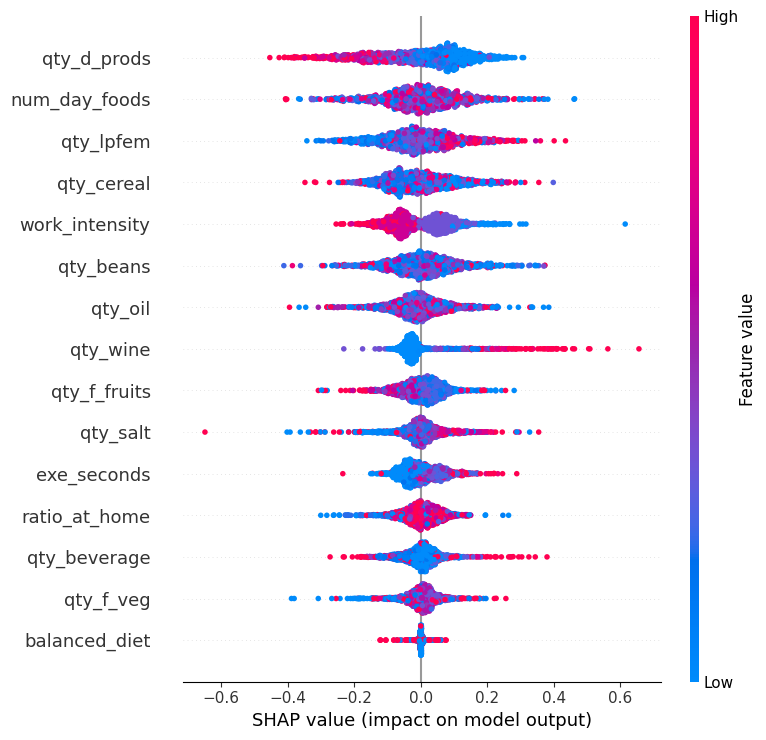 High
qty_d_prods
num_day_foods
qty_lpfem
qty_cereal
work_intensity
qty_beans
qty_oil
qty_wine
qty_f_fruits
qty_salt
exe_seconds
ratio_at_home
qty_beverage
qty_f_veg
balanced_diet
Feature value
Low
−0.6 −0.4 −0.2 0.0 0.2 0.4 0.6
SHAP value (impact on model output)